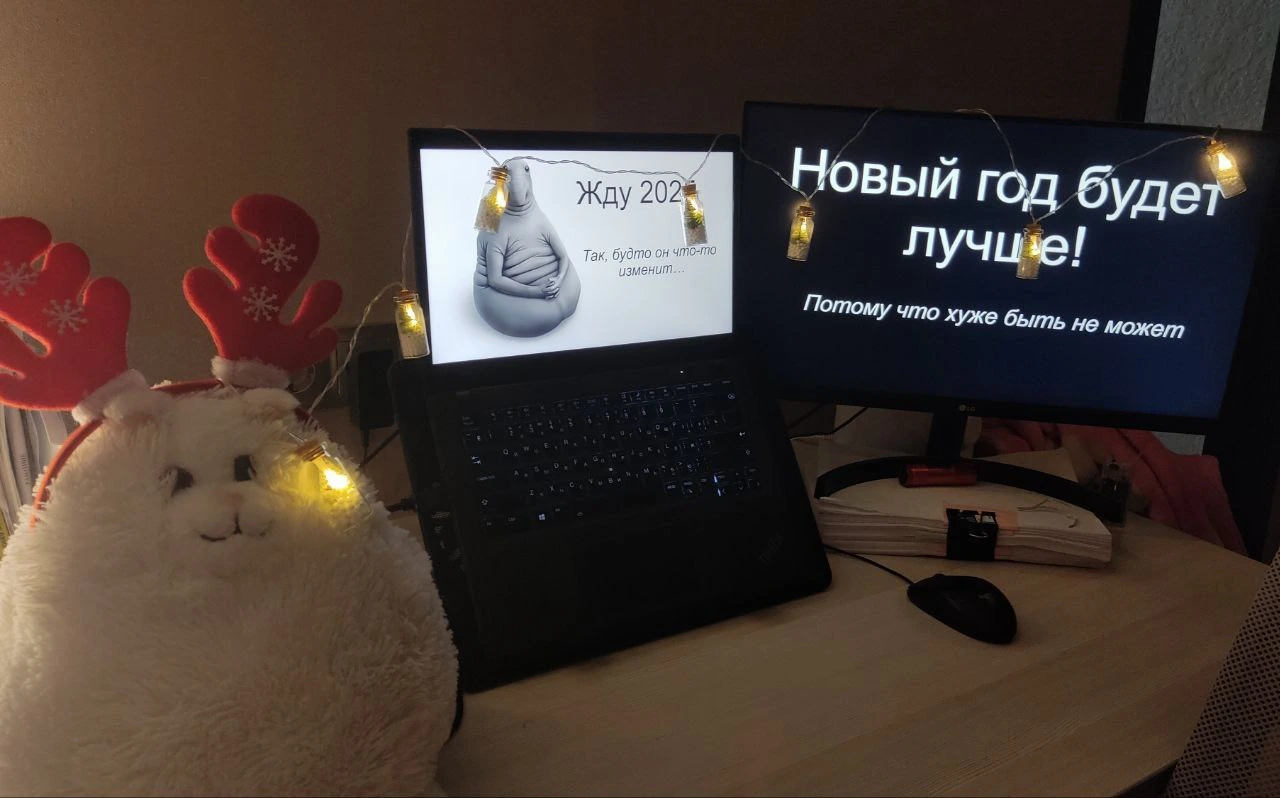 Жду 202
Так, будто он что-то
изменит...
Новый год будет
лучше!
Потому что хуже быть не может
LG